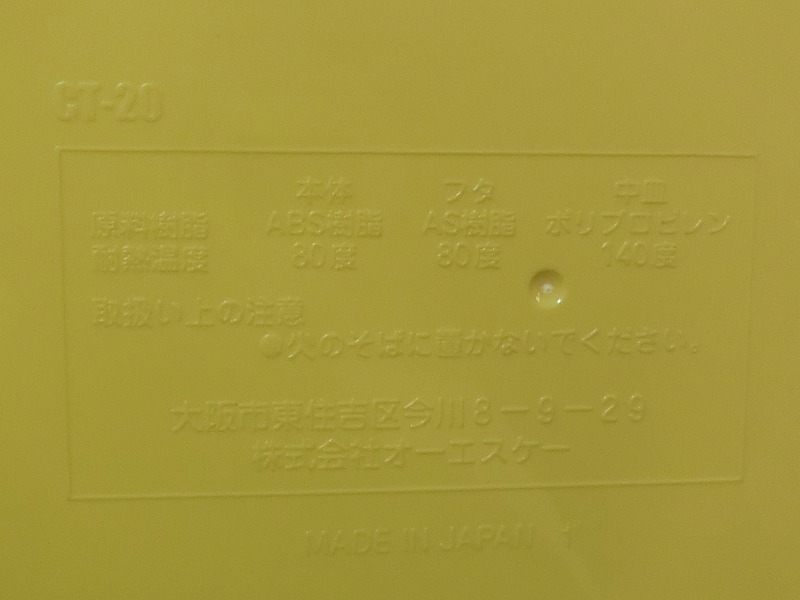 CT-20
本体 フタ 中皿
原料樹脂 ABS樹脂 AS樹脂 ポリプロピレン
耐熱温度 80度 80度 140度
取扱い上の注意
●火のそばに置かないでください。
大阪市東住吉区今川8-9-29
株式会社オーエスケー
MADE IN JAPAN 1